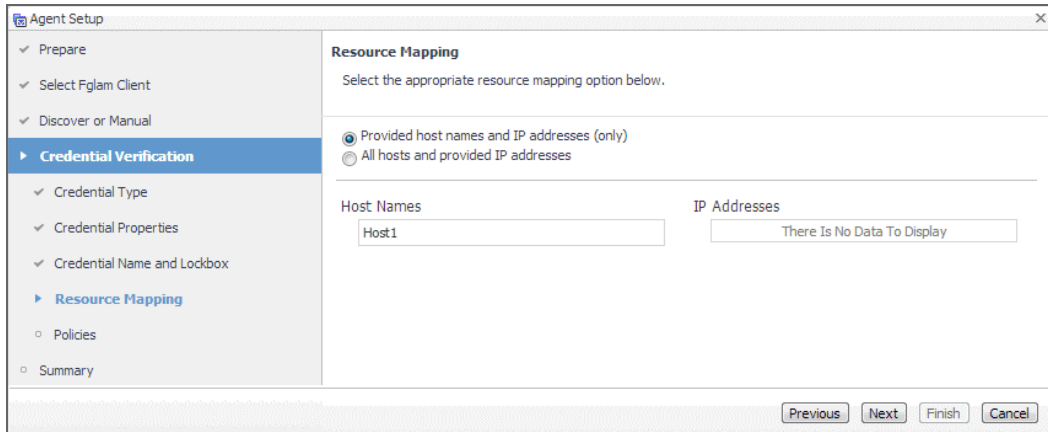 Agent Setup
Prepare
Select Fglam Client
Discover or Manual
Credential Verification
Credential Type
Credential Properties
Credential Name and Lockbox
Resource Mapping
Policies
Summary
Resource Mapping
Select the appropriate resource mapping option below.
Provided host names and IP addresses (only)
All hosts and provided IP addresses
Host Names
Host1
IP Addresses
There Is No Data To Display
Previous
Next
Finish
Cancel